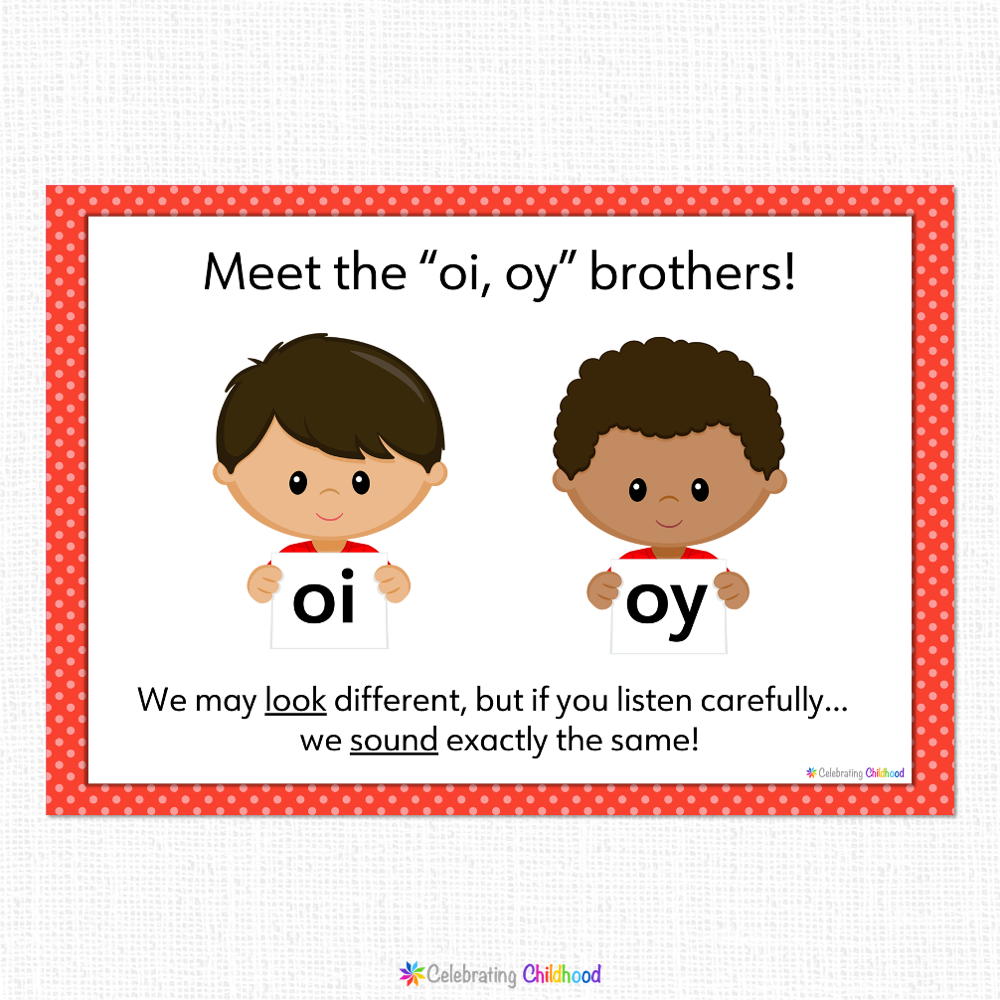 Meet the “oi, oy” brothers!
oi
oy
We may look different, but if you listen carefully...
we sound exactly the same!
Celebrating Childhood
Celebrating Childhood